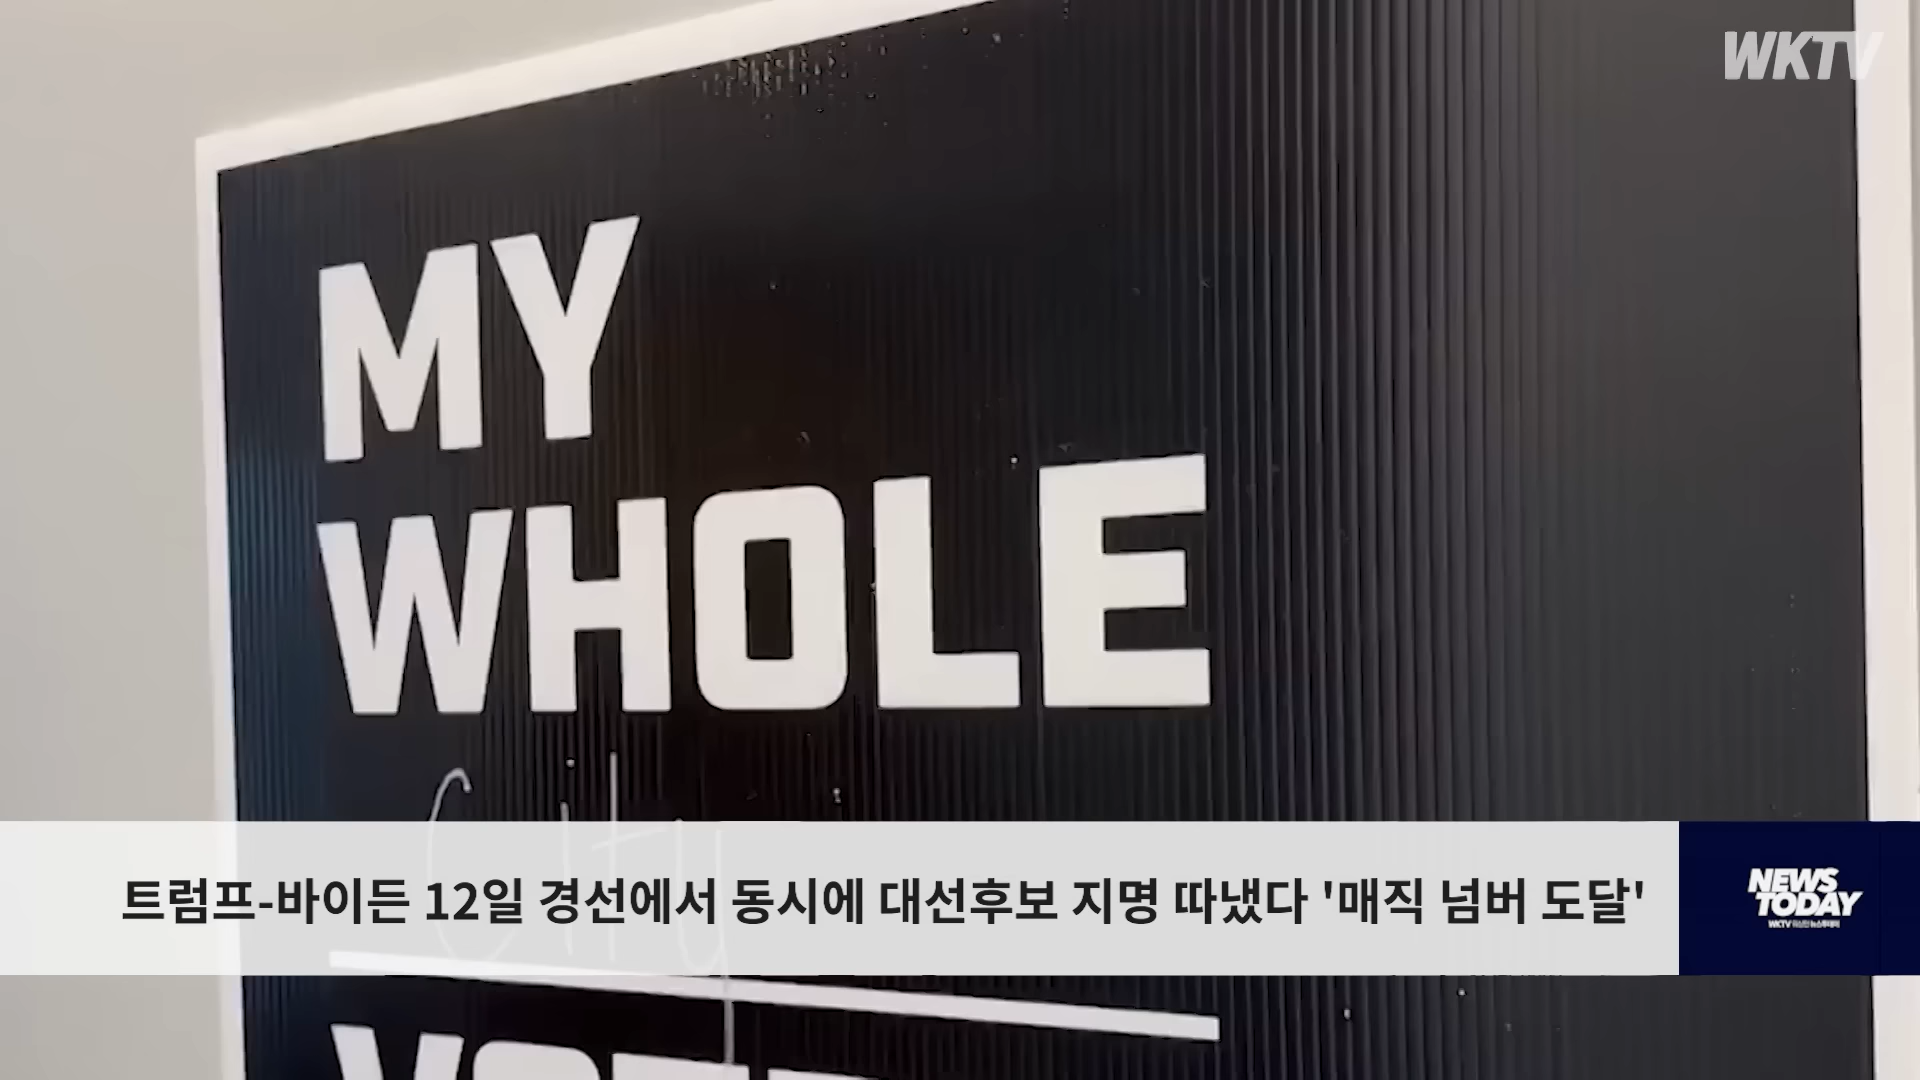 WKTV
MY
WHOLE
City
트럼프-바이든 12일 경선에서 동시에 대선후보 지명 따냈다 '매직 넘버 도달'
NEWS
TODAY